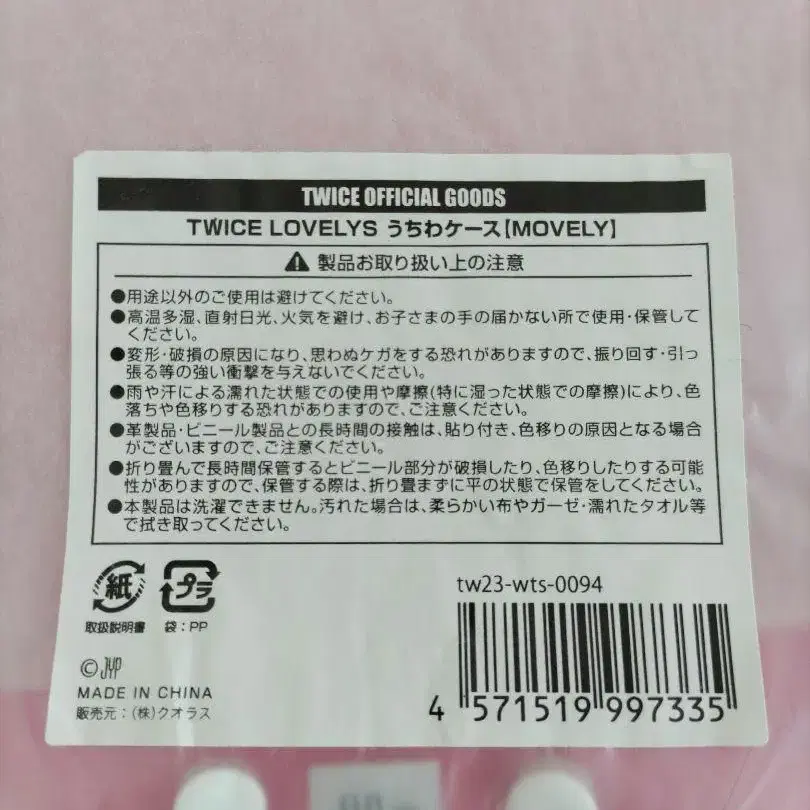 TWICE OFFICIAL GOODS
TWICE LOVELYS うちわケース【MOVELY】
製品お取り扱い上の注意
●用途以外のご使用は避けてください。
●高温多湿、直射日光、火気を避け、お子さまの手の届かない所で使用・保管して
ください。
●変形・破損の原因になり、思わぬケガをする恐れがありますので、振り回す・引っ
張る等の強い衝撃を与えないでください。
●雨や汗による濡れた状態での使用や摩擦(特に湿った状態での摩擦)により、色
落ちや色移りする恐れがありますので、ご注意ください。
●革製品・ビニール製品との長時間の接触は、貼り付き、色移りの原因となる場合
がございますので、ご注意ください。
●折り畳んで長時間保管するとビニール部分が破損したり、色移りしたりする可能
性がありますので、保管する際は、折り畳まずに平の状態で保管をしてください。
●本製品は洗濯できません。汚れた場合は、柔らかい布やガーゼ・濡れたタオル等
で拭き取ってください。
紙 プラ
取扱説明書 袋:PP
tw23-wts-0094
©JYP
MADE IN CHINA
販売元:(株)クオラス
4 571519 997335